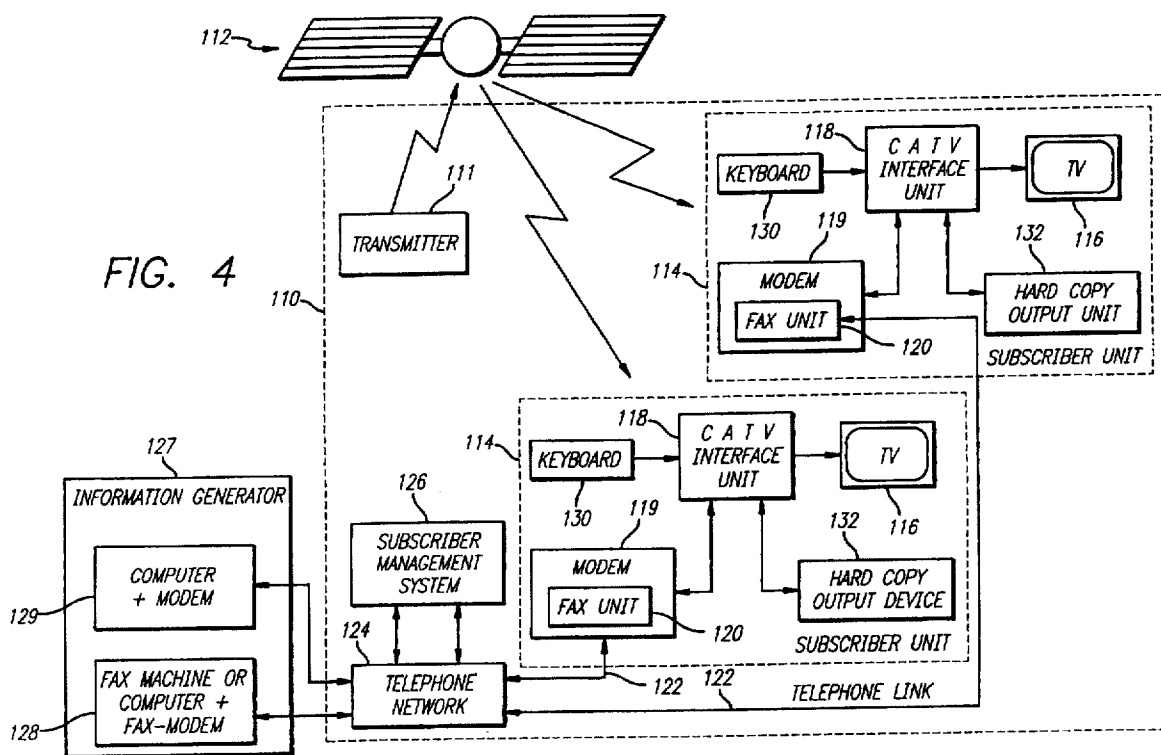 112
118
C A T V
INTERFACE
UNIT
TV
KEYBOARD
111
130
116
119
132
TRANSMITTER
FIG. 4
114
MODEM
HARD COPY
OUTPUT UNIT
110
FAX UNIT
120
SUBSCRIBER UNIT
118
C A T V
INTERFACE
UNIT
114
KEYBOARD
TV
127
130
116
INFORMATION GENERATOR
126
119
132
SUBSCRIBER
MANAGEMENT
SYSTEM
MODEM
HARD COPY
OUTPUT DEVICE
COMPUTER
+ MODEM
FAX UNIT
129
120
SUBSCRIBER UNIT
124
FAX MACHINE OR
COMPUTER +
FAX-MODEM
TELEPHONE
NETWORK
122
122
TELEPHONE LINK
128